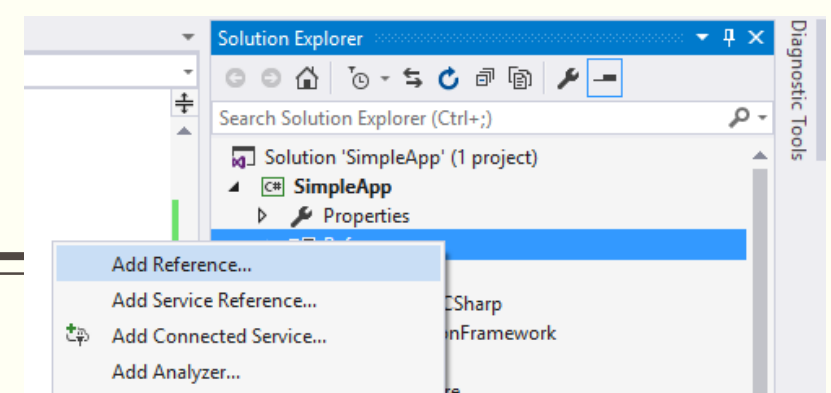 Solution Explorer
Search Solution Explorer (Ctrl+;)
Solution 'SimpleApp' (1 project)
C# SimpleApp
Properties
Add Reference...
Add Service Reference...
CSharp
Add Connected Service...
nFramework
Add Analyzer...
Diagnostic Tools